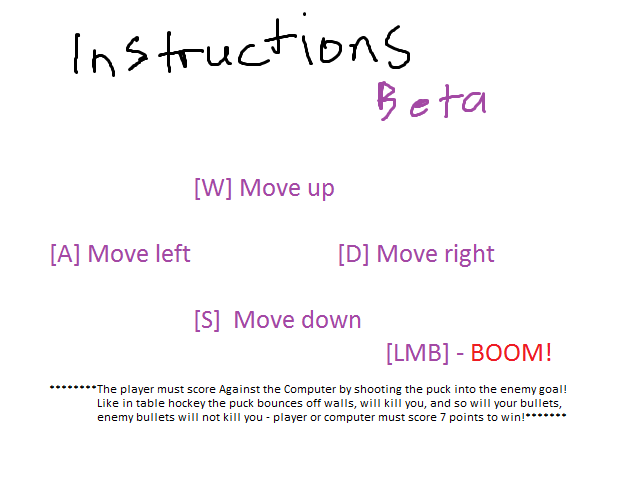 Instructions
Beta
[W] Move up
[A] Move left [D] Move right
[S] Move down
[LMB] - BOOM!
********The player must score Against the Computer by shooting the puck into the enemy goal!
Like in table hockey the puck bounces off walls, will kill you, and so will your bullets,
enemy bullets will not kill you - player or computer must score 7 points to win!*******